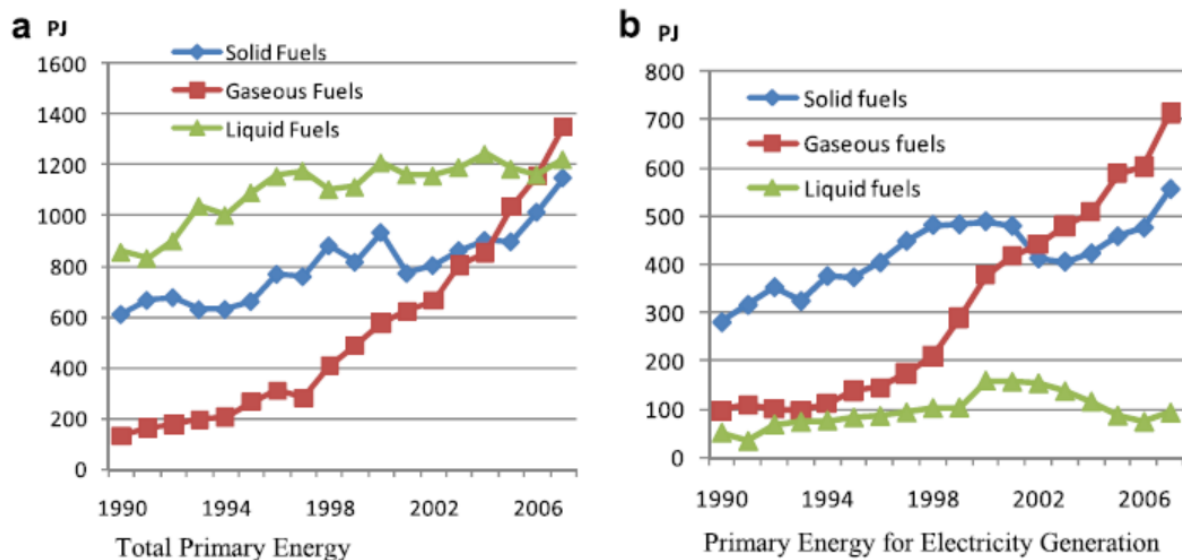 a PJ
Solid Fuels
Gaseous Fuels
Liquid Fuels
1600
1400
1200
1000
800
600
400
200
0
1990 1994 1998 2002 2006
Total Primary Energy
b PJ
Solid fuels
Gaseous fuels
Liquid fuels
800
700
600
500
400
300
200
100
0
1990 1994 1998 2002 2006
Primary Energy for Electricity Generation